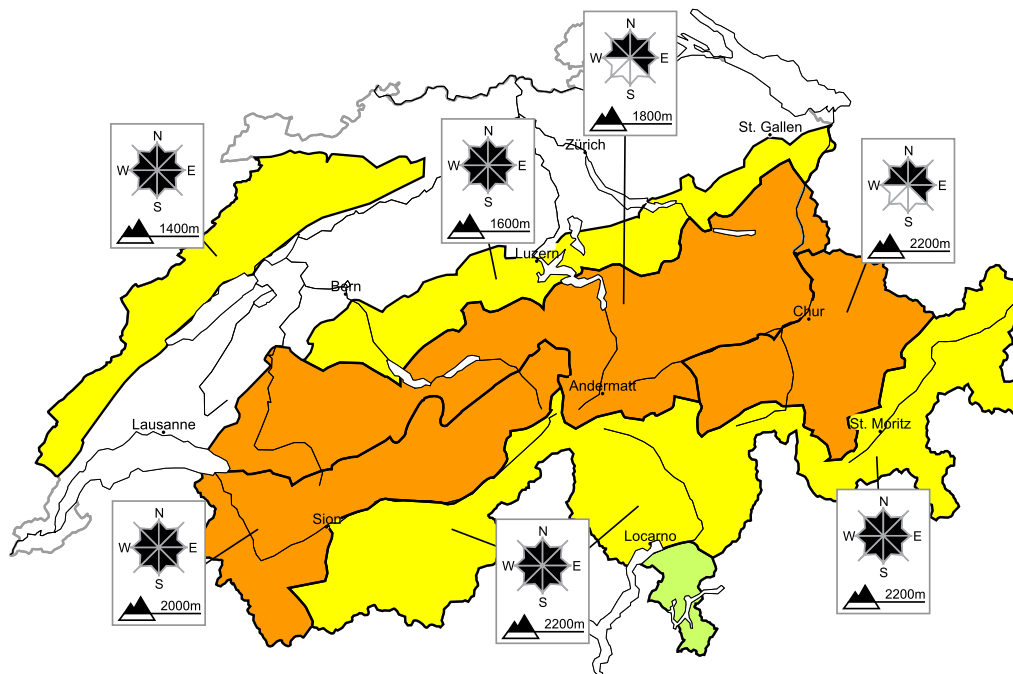 N
W E
S
1800m
N
W E
S
1400m
N
W E
S
1600m
St. Gallen
Zürich
N
W E
S
2200m
Luzern
Bern
Chur
Andermatt
Lausanne
St. Moritz
N
W E
S
2000m
Sion
N
W E
S
2200m
Locarno
N
W E
S
2200m